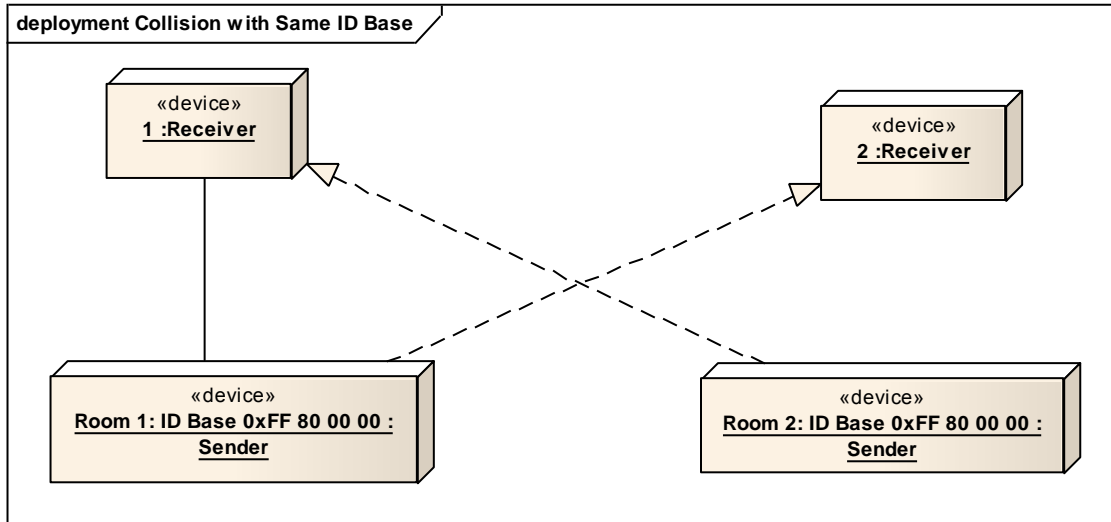 deployment Collision with Same ID Base
«device»
1 :Receiver
«device»
2 :Receiver
«device»
Room 1: ID Base 0xFF 80 00 00 :
Sender
«device»
Room 2: ID Base 0xFF 80 00 00 :
Sender